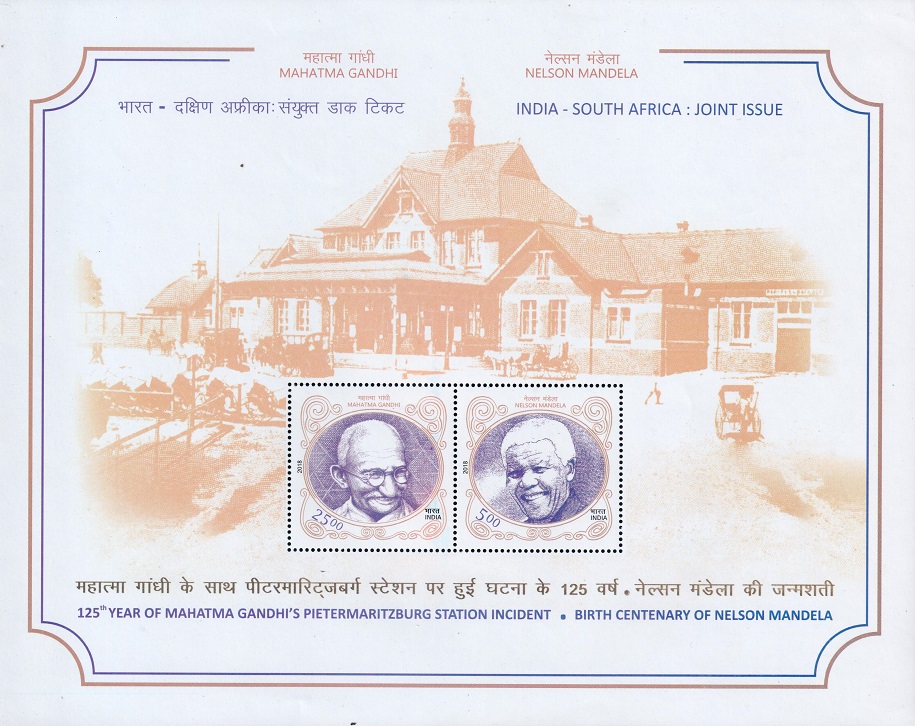 महात्मा गांधी
MAHATMA GANDHI
नेल्सन मंडेला
NELSON MANDELA
भारत - दक्षिण अफ्रीका: संयुक्त डाक टिकट
INDIA - SOUTH AFRICA : JOINT ISSUE
महात्मा गांधी
MAHATMA GANDHI
2018
25.00
भारत
INDIA
नेल्सन मंडेला
NELSON MANDELA
2018
5.00
भारत
INDIA
महात्मा गांधी के साथ पीटरमारिट्जबर्ग स्टेशन पर हुई घटना के 125 वर्ष • नेल्सन मंडेला की जन्मशती
125th YEAR OF MAHATMA GANDHI'S PIETERMARITZBURG STATION INCIDENT • BIRTH CENTENARY OF NELSON MANDELA